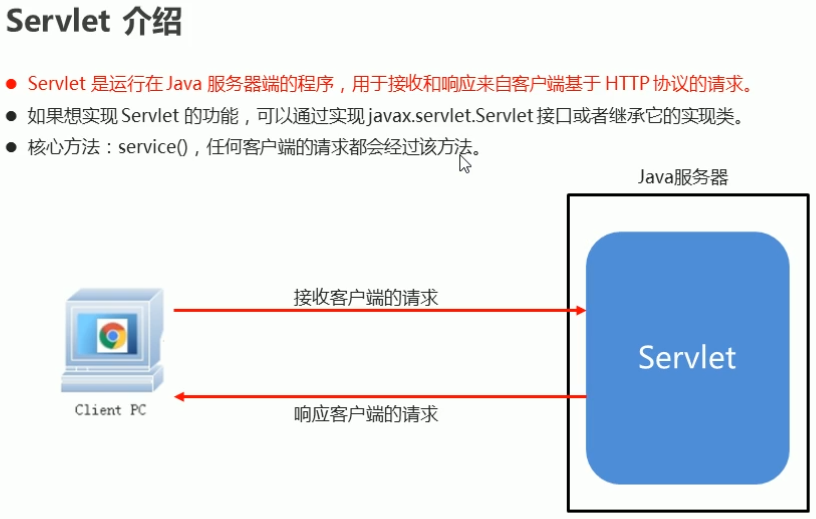 Servlet 介绍
Servlet 是运行在Java 服务器端的程序，用于接收和响应来自客户端基于 HTTP 协议的请求。
如果想实现 Servlet 的功能，可以通过实现 javax.servlet.Servlet 接口或者继承它的实现类。
核心方法：service()，任何客户端的请求都会经过该方法。
Java服务器
接收客户端的请求
Servlet
Client PC
响应客户端的请求